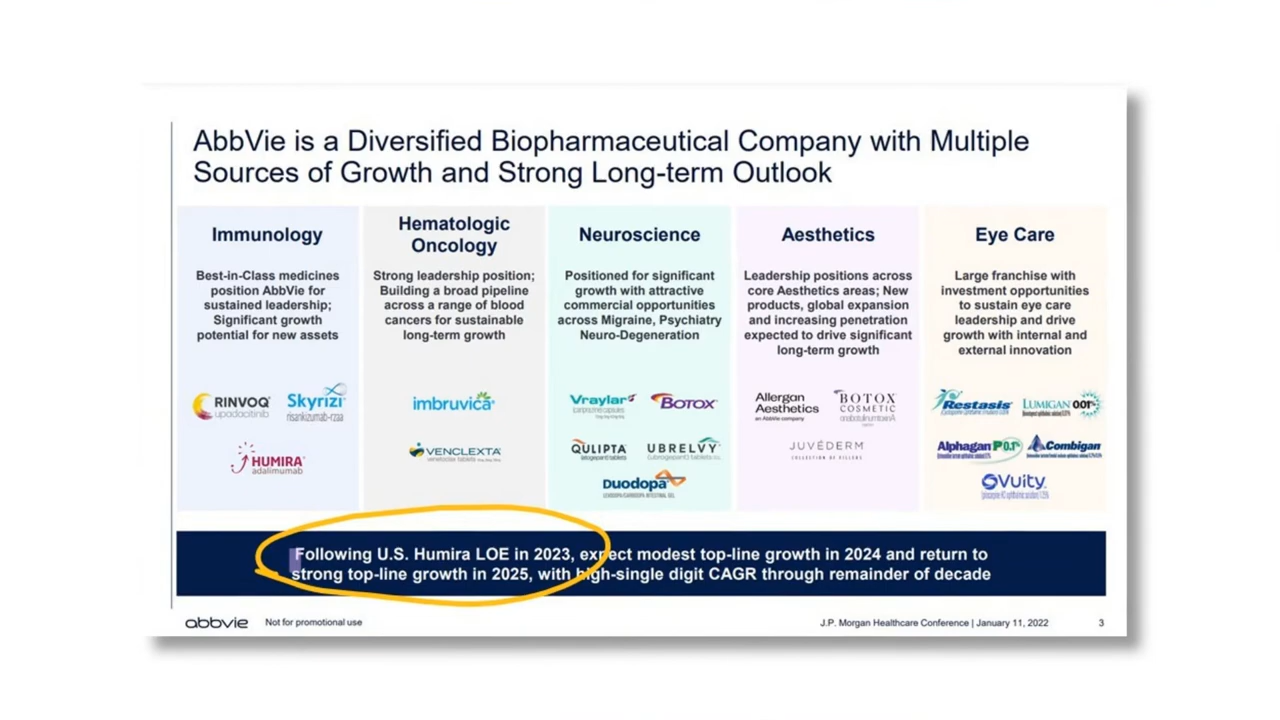 AbbVie is a Diversified Biopharmaceutical Company with Multiple
Sources of Growth and Strong Long-term Outlook
Immunology
Best-in-Class medicines
position AbbVie for
sustained leadership;
Significant growth
potential for new assets
RINVOQ
upadacitinib
Skyrizi
risankizumab-rzaa
HUMIRA
adalimumab
Hematologic
Oncology
Strong leadership position;
Building a broad pipeline
across a range of blood
cancers for sustainable
long-term growth
imbruvica
VENCLEXTA
venetoclax tablets
Neuroscience
Positioned for significant
growth with attractive
commercial opportunities
across Migraine, Psychiatry
Neuro-Degeneration
Vraylar
BOTOX
QULIPTA
UBRELVY
Duodopa
Aesthetics
Leadership positions across
core Aesthetics areas; New
products, global expansion
and increasing penetration
expected to drive significant
long-term growth
Allergan
Aesthetics
an AbbVie company
BOTOX
COSMETIC
JUVÉDERM
COLLECTION OF FILLERS
Eye Care
Large franchise with
investment opportunities
to sustain eye care
leadership and drive
growth with internal and
external innovation
Restasis
LUMIGAN
Alphagan P 0.1%
Combigan
Vuity
Following U.S. Humira LOE in 2023, expect modest top-line growth in 2024 and return to
strong top-line growth in 2025, with high-single digit CAGR through remainder of decade
abbvie
Not for promotional use
J.P. Morgan Healthcare Conference | January 11, 2022
3